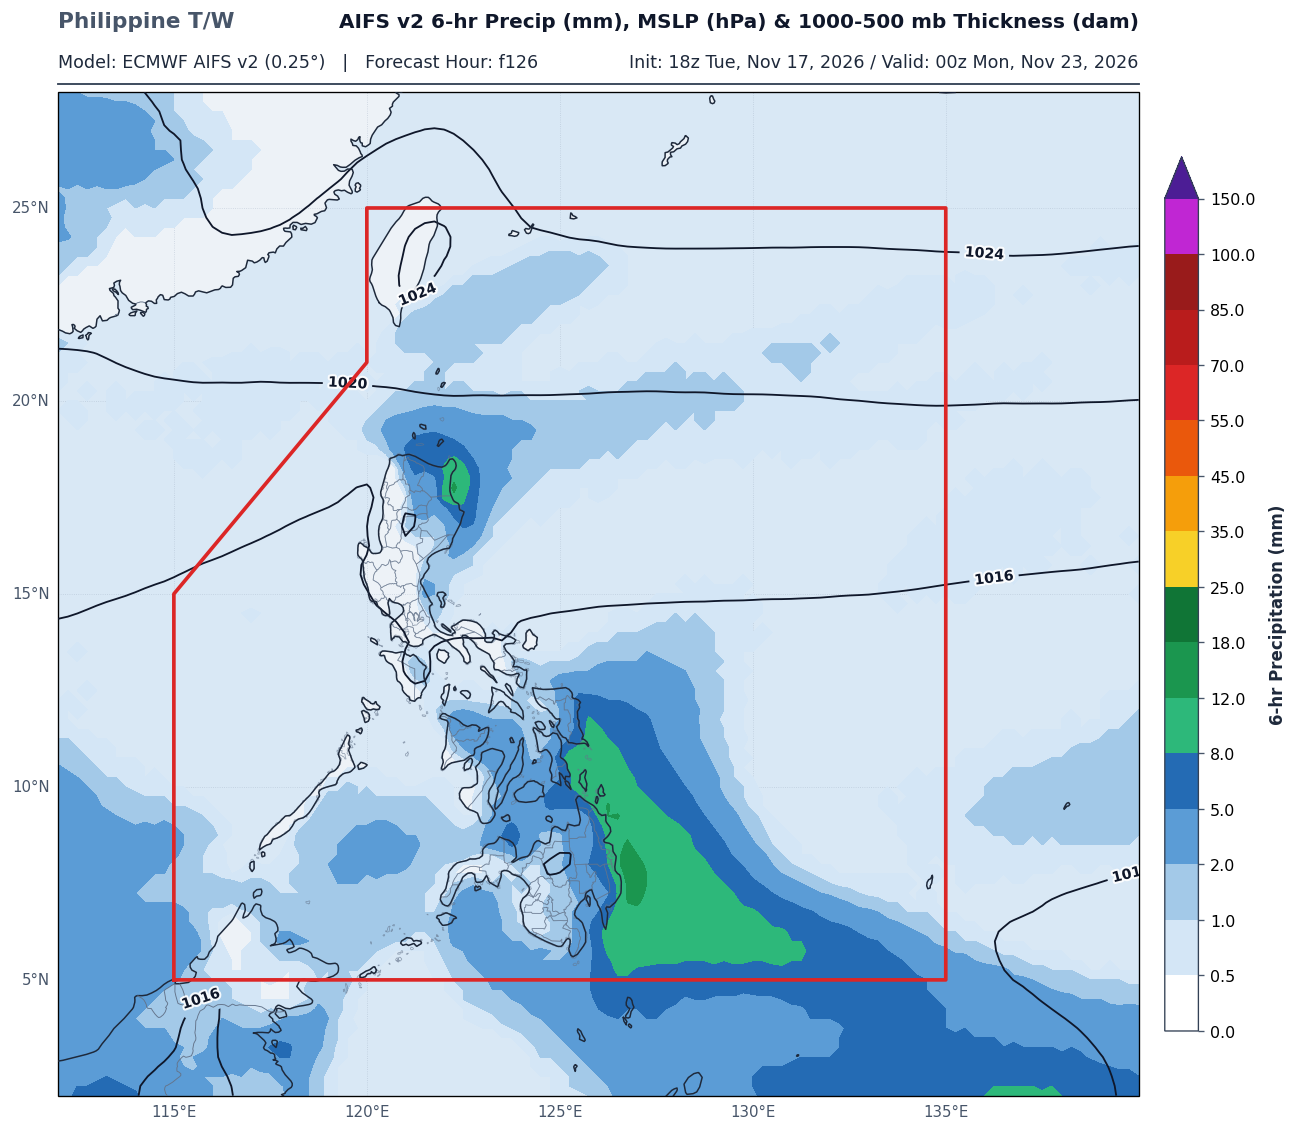 Philippine T/W
AIFS v2 6-hr Precip (mm), MSLP (hPa) & 1000-500 mb Thickness (dam)
Model: ECMWF AIFS v2 (0.25°) | Forecast Hour: f126
Init: 18z Tue, Nov 17, 2026 / Valid: 00z Mon, Nov 23, 2026
25°N
20°N
15°N
10°N
5°N
115°E
120°E
125°E
130°E
135°E
1024
1024
1020
1016
101
1016
150.0
100.0
85.0
70.0
55.0
45.0
35.0
25.0
18.0
12.0
8.0
5.0
2.0
1.0
0.5
0.0
6-hr Precipitation (mm)